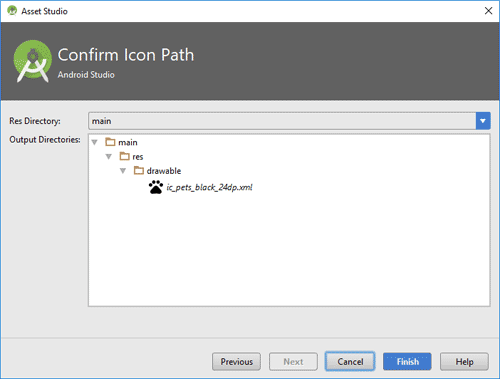 Asset Studio
Confirm Icon Path
Android Studio
Res Directory: main
Output Directories: main
res
drawable
ic_pets_black_24dp.xml
Previous Next Cancel Finish Help